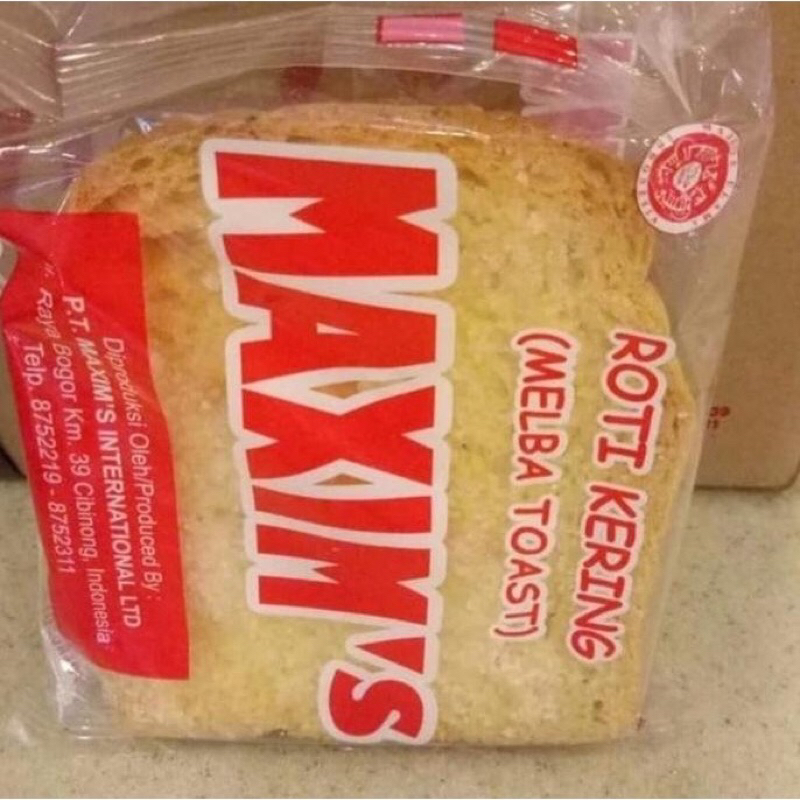 ROTI KERING
(MELBA TOAST)
MAXIM'S
Diproduksi Oleh/Produced By :
P.T. MAXIM'S INTERNATIONAL LTD
Raya Bogor Km. 39 Cibinong, Indonesia
Telp. 8752219 - 8752311